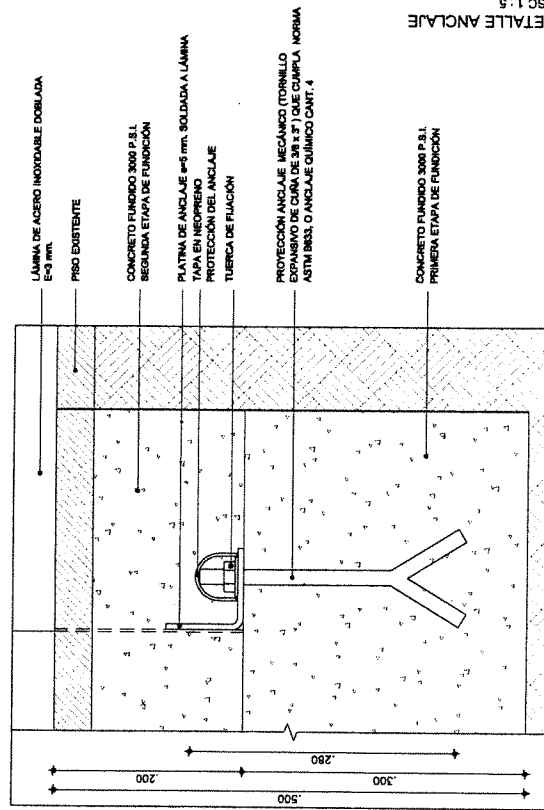 LÁMINA DE ACERO INOXIDABLE DOBLADA
E=3 mm.
PISO EXISTENTE
CONCRETO FUNDIDO 3000 P.S.I.
SEGUNDA ETAPA DE FUNDICIÓN
PLATINA DE ANCLAJE e=5 mm. SOLDADA A LÁMINA
TAPA EN NEOPRENO
PROTECCIÓN DEL ANCLAJE
TUERCA DE FIJACIÓN
PROYECCIÓN ANCLAJE MECÁNICO (TORNILLO
EXPANSIVO DE CUÑA DE 3/8 x 3" ) QUE CUMPLA NORMA
ASTM B633, O ANCLAJE QUÍMICO CANT. 4
CONCRETO FUNDIDO 3000 P.S.I.
PRIMERA ETAPA DE FUNDICIÓN
.200
.280
.300
.500
ETALLE ANCLAJE
SC 1:5